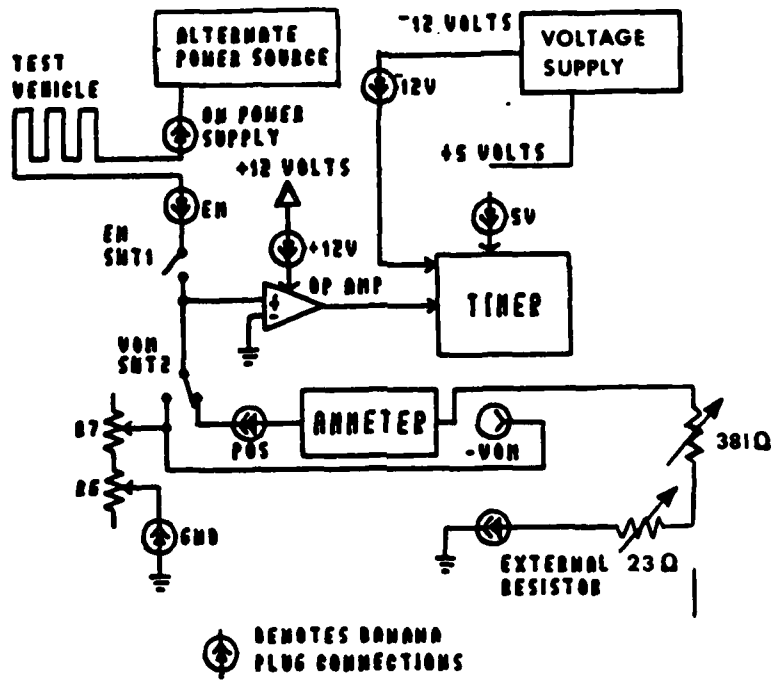 ALTERNATE
POWER SOURCE
-12 VOLTS
VOLTAGE
SUPPLY
TEST
VEHICLE
-12V
ON POWER
SUPPLY
+5 VOLTS
+12 VOLTS
EM
5V
EM
SWT1
+12V
OP AMP
TIMER
+
-
VOM
SWT2
R7
POS
AMMETER
-VOM
381Ω
R6
GND
EXTERNAL
RESISTOR
23Ω
DENOTES BANANA
PLUG CONNECTIONS